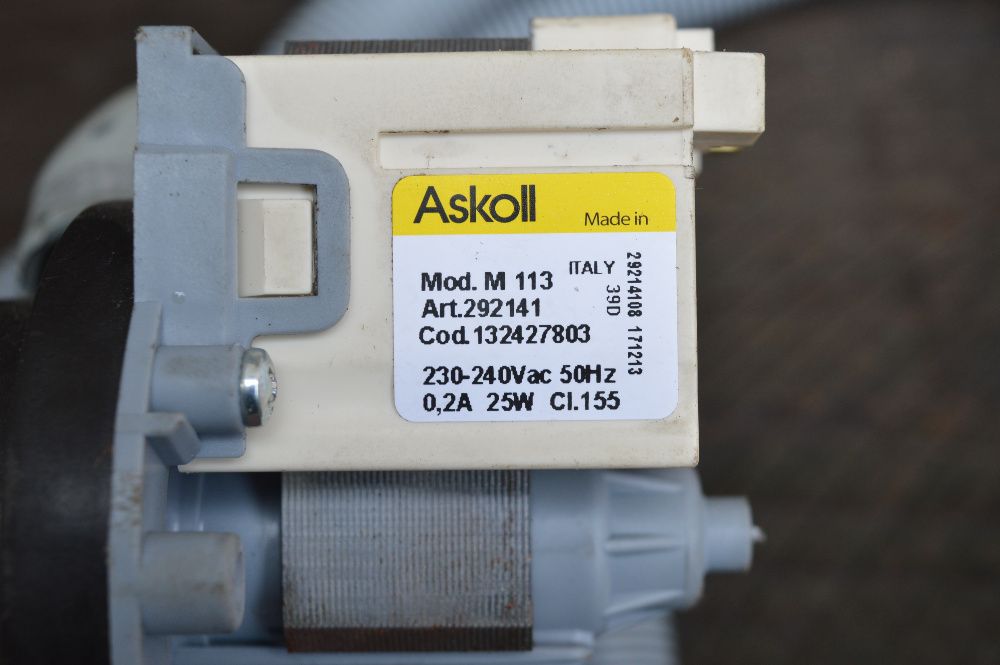 Askoll
Made in
ITALY
Mod. M 113
Art.292141
Cod.132427803
39D
29214108 171213
230-240Vac 50Hz
0,2A 25W Cl.155